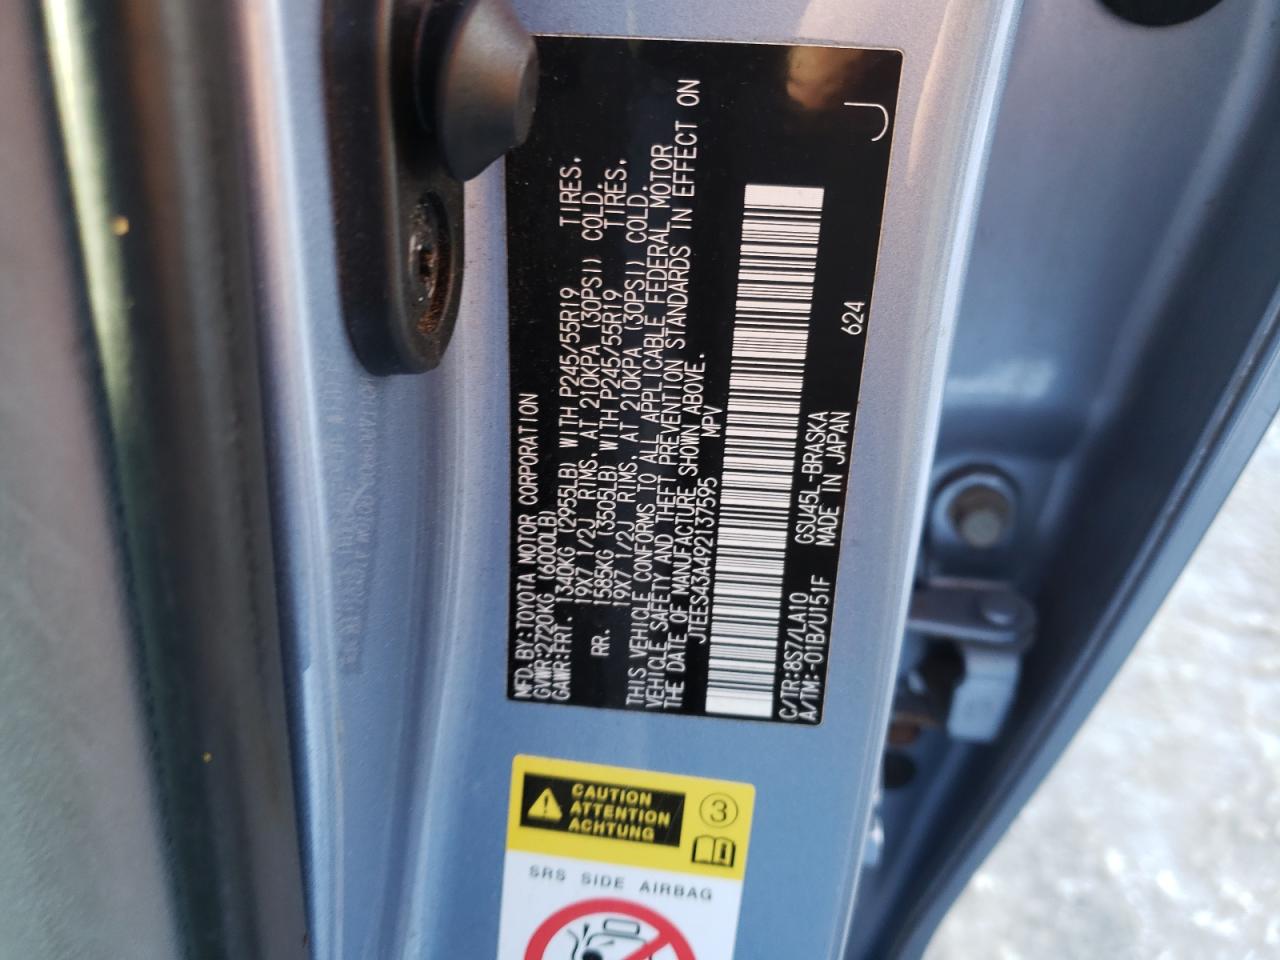 MFD. BY: TOYOTA MOTOR CORPORATION
GVWR:2720KG (6000LB)
GAWR:FRT. 1340KG (2955LB) WITH P245/55R19 TIRES.
19X7 1/2J RIMS, AT 210KPA (30PSI) COLD.
RR. 1585KG (3505LB) WITH P245/55R19 TIRES.
19X7 1/2J RIMS, AT 210KPA (30PSI) COLD.
THIS VEHICLE CONFORMS TO ALL APPLICABLE FEDERAL MOTOR
VEHICLE SAFETY AND THEFT PREVENTION STANDARDS IN EFFECT ON
THE DATE OF MANUFACTURE SHOWN ABOVE.
JTEES43A492137595 MPV
C/TR:8S7/LA10 GSU45L-BRASKA 624
A/TM:-01B/U151F MADE IN JAPAN
J
CAUTION
ATTENTION
ACHTUNG
3
SRS SIDE AIRBAG